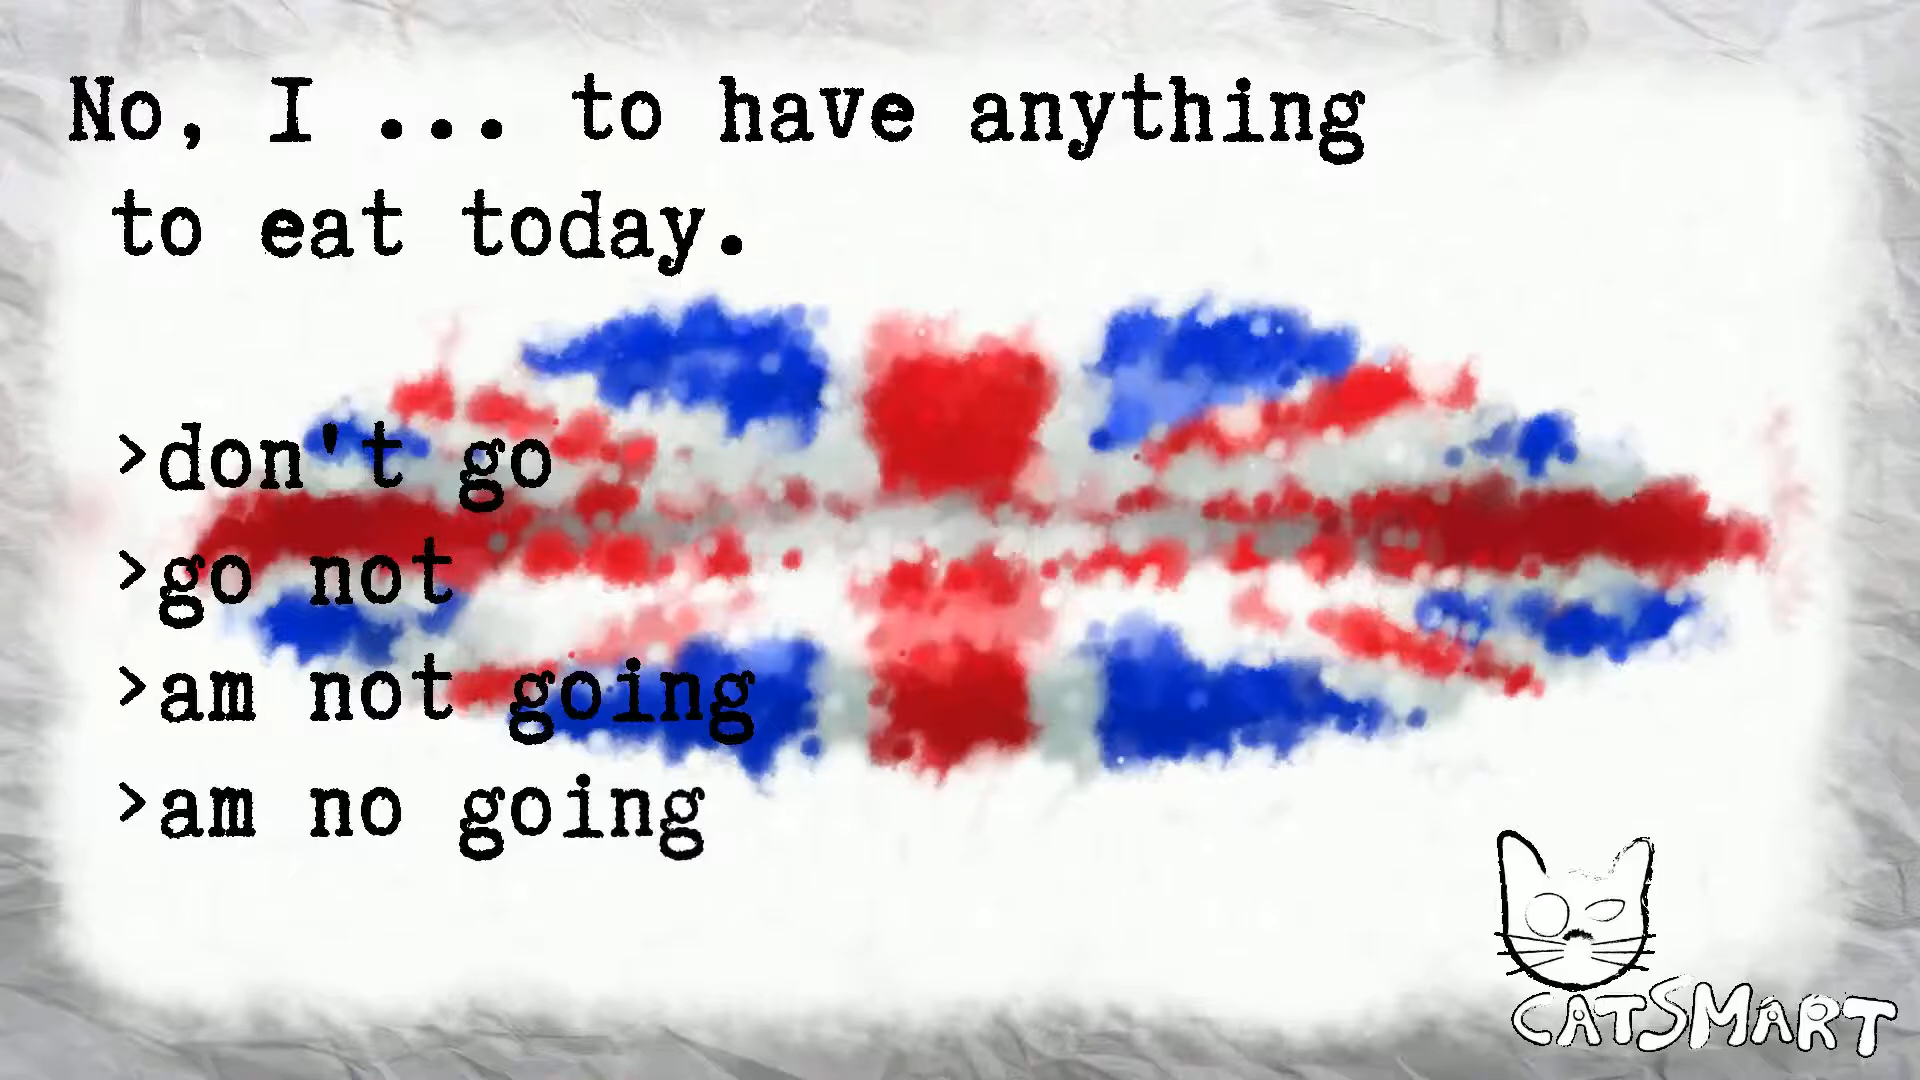 No, I ... to have anything
to eat today.
>don't go
>go not
>am not going
>am no going
CATSMART